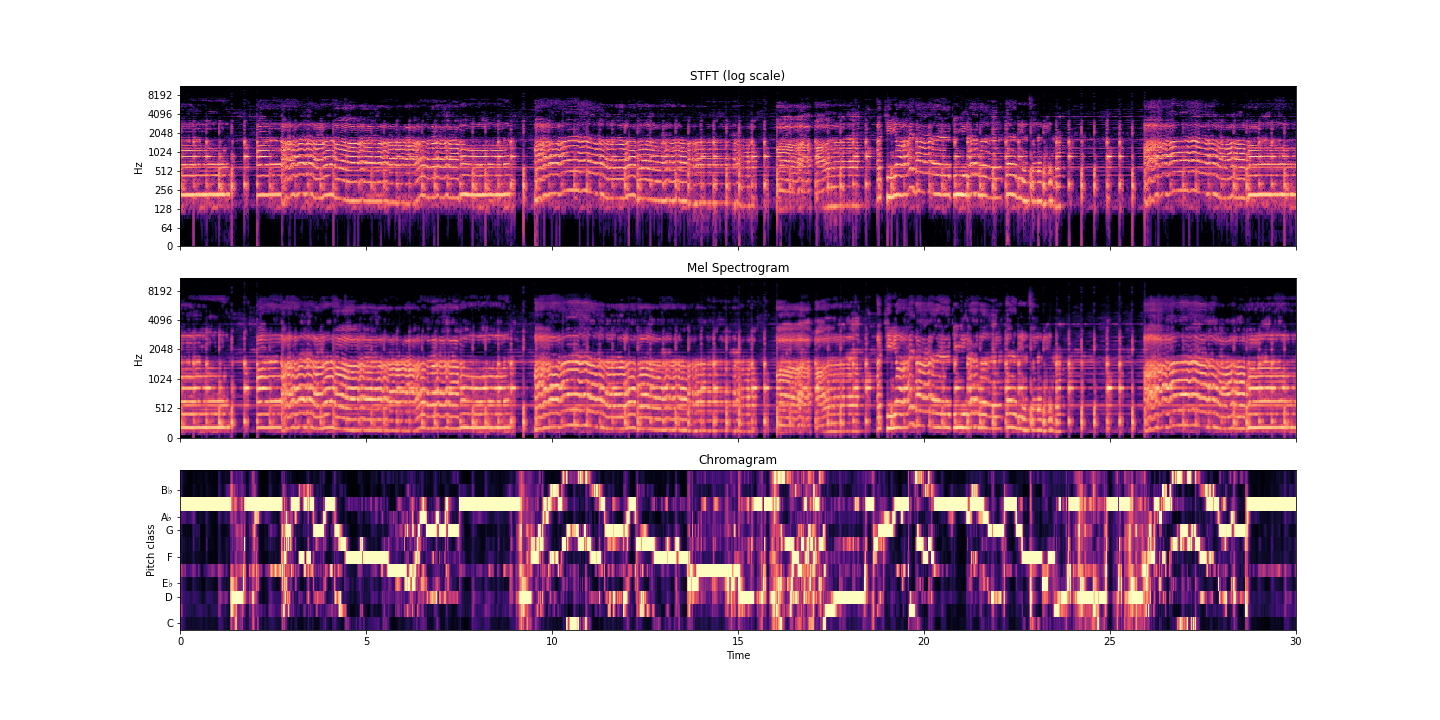 STFT (log scale)
8192
4096
2048
1024
512
256
128
64
0
Hz
Mel Spectrogram
8192
4096
2048
1024
512
0
Hz
Chromagram
B♭
A♭
G
F
E♭
D
C
Pitch class
0 5 10 15 20 25 30
Time